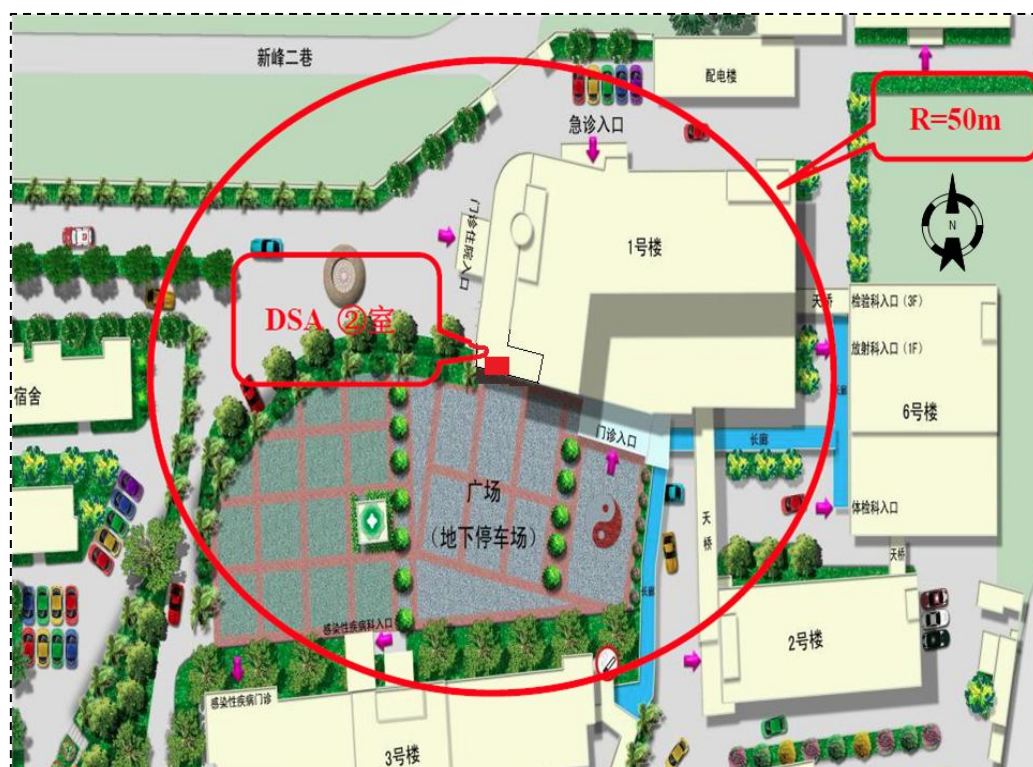 新峰二巷
配电楼
R=50m
急诊入口
N
门诊住院入口
1号楼
天桥
检验科入口（3F）
DSA ②室
放射科入口（1F）
宿舍
6号楼
门诊入口
长廊
广场
（地下停车场）
天桥
体检科入口
天桥
长廊
感染性疾病科入口
2号楼
感染性疾病门诊
3号楼